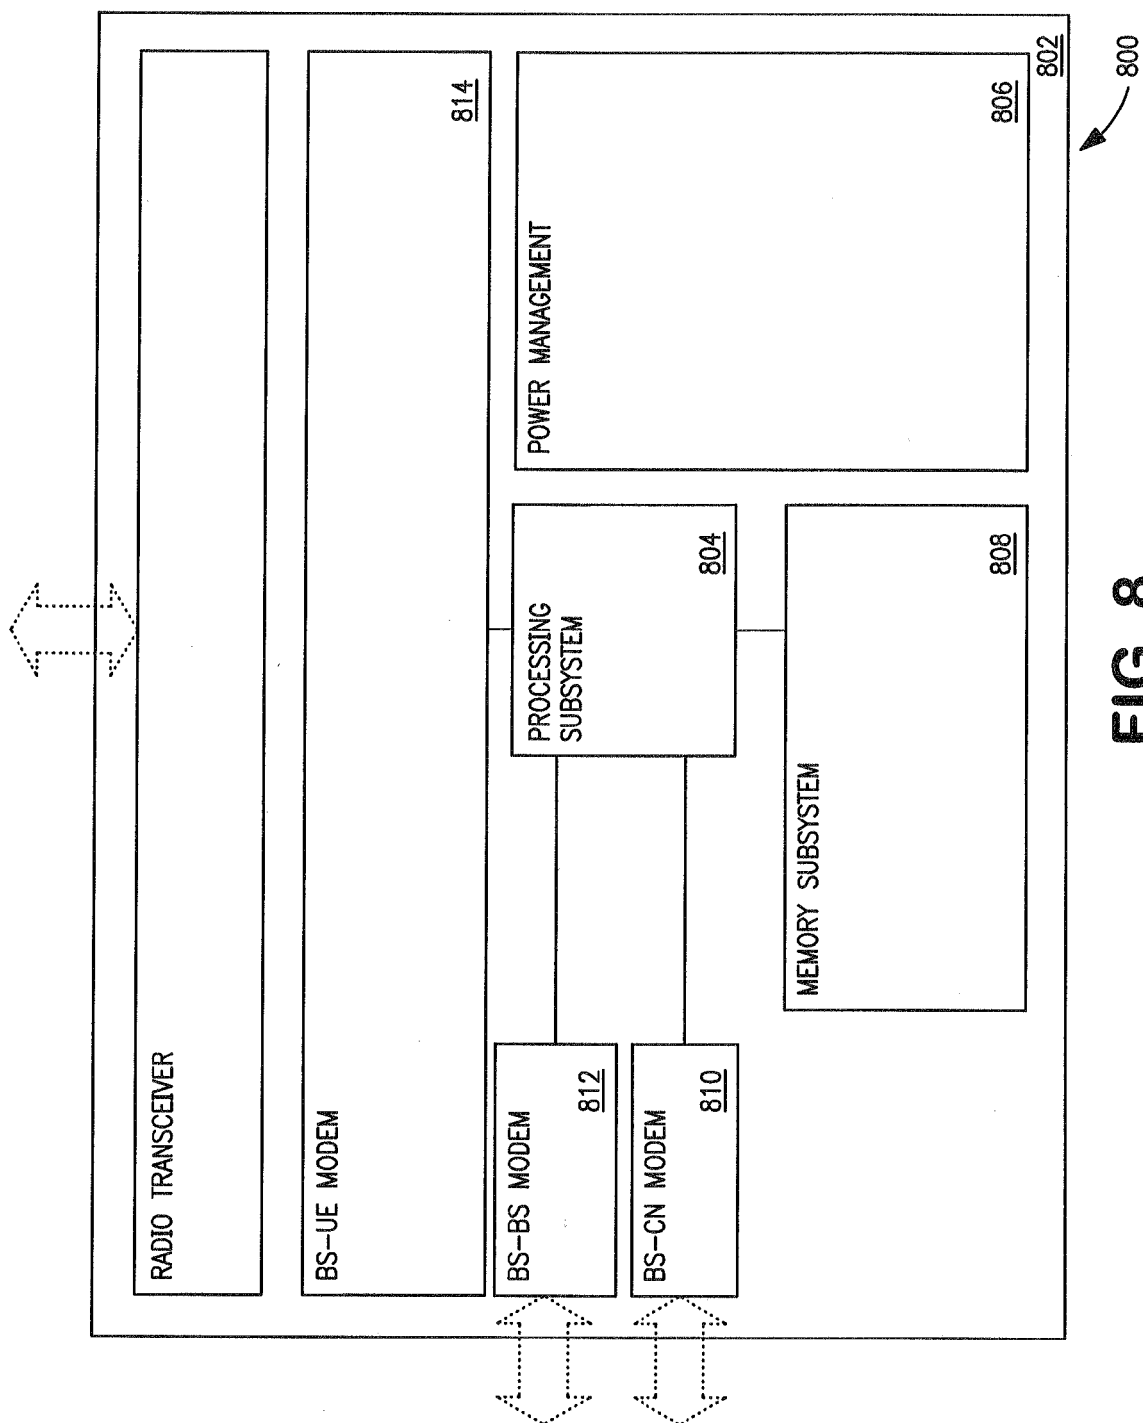 RADIO TRANSCEIVER
BS-UE MODEM
814
BS-BS MODEM
812
BS-CN MODEM
810
PROCESSING
SUBSYSTEM
804
POWER MANAGEMENT
806
MEMORY SUBSYSTEM
808
802
800
FIG. 8